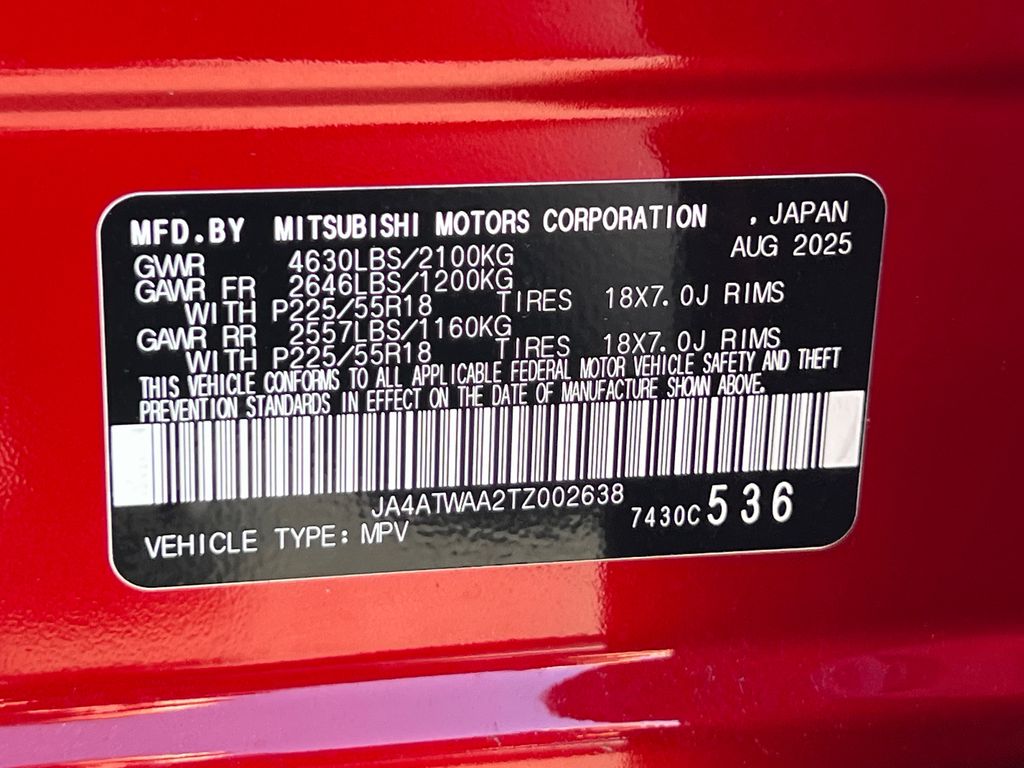 MFD.BY MITSUBISHI MOTORS CORPORATION , JAPAN
AUG 2025
GWWR 4630LBS/2100KG
GAWR FR 2646LBS/1200KG
WITH P225/55R18 TIRES 18X7.0J RIMS
GAWR RR 2557LBS/1160KG
WITH P225/55R18 TIRES 18X7.0J RIMS
THIS VEHICLE CONFORMS TO ALL APPLICABLE FEDERAL MOTOR VEHICLE SAFETY AND THEFT
PREVENTION STANDARDS IN EFFECT ON THE DATE OF MANUFACTURE SHOWN ABOVE.
JA4ATWAA2TZ002638
7430C536
VEHICLE TYPE: MPV